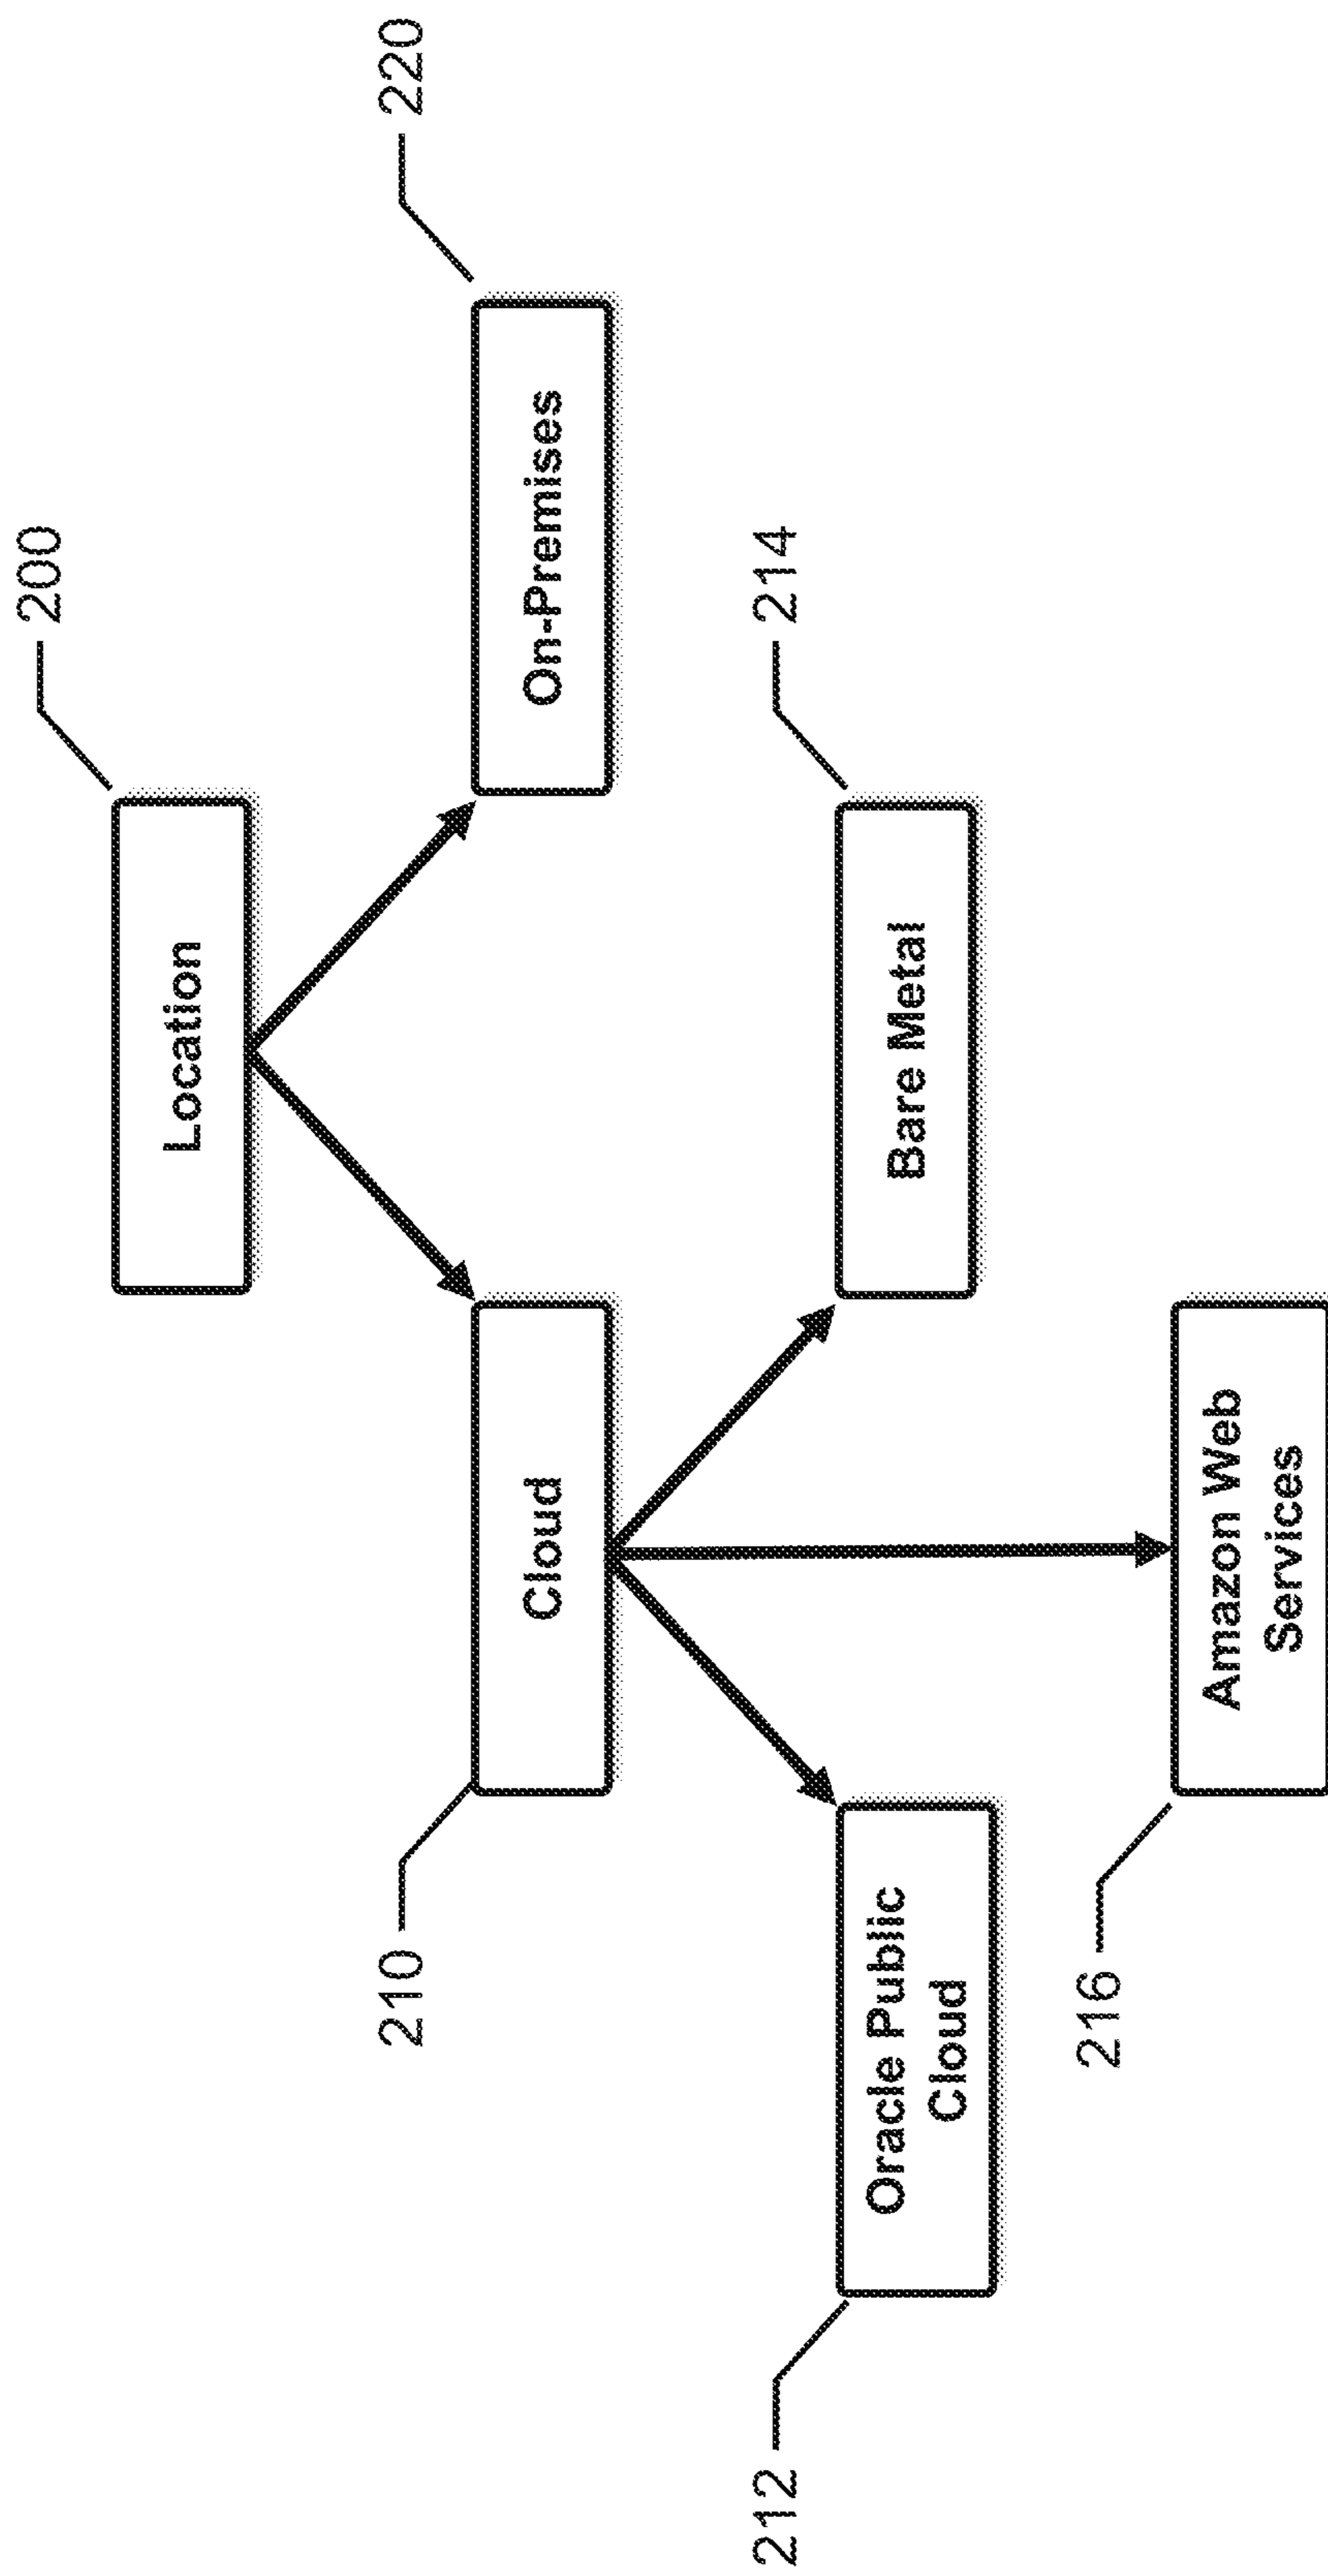 200
Location
210
Cloud
On-Premises
220
212
Oracle Public
Cloud
Bare Metal
214
216
Amazon Web
Services